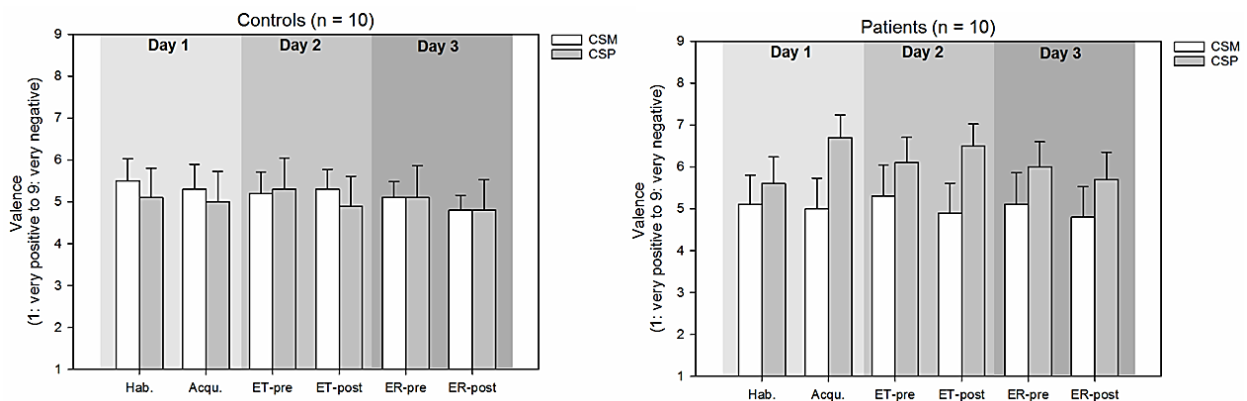 Controls (n = 10)
Day 1 Day 2 Day 3
CSM
CSP
Valence
(1: very positive to 9: very negative)
9
8
7
6
5
4
3
2
1
Hab. Acqu. ET-pre ET-post ER-pre ER-post
Patients (n = 10)
Day 1 Day 2 Day 3
CSM
CSP
Valence
(1: very positive to 9: very negative)
9
8
7
6
5
4
3
2
1
Hab. Acqu. ET-pre ET-post ER-pre ER-post